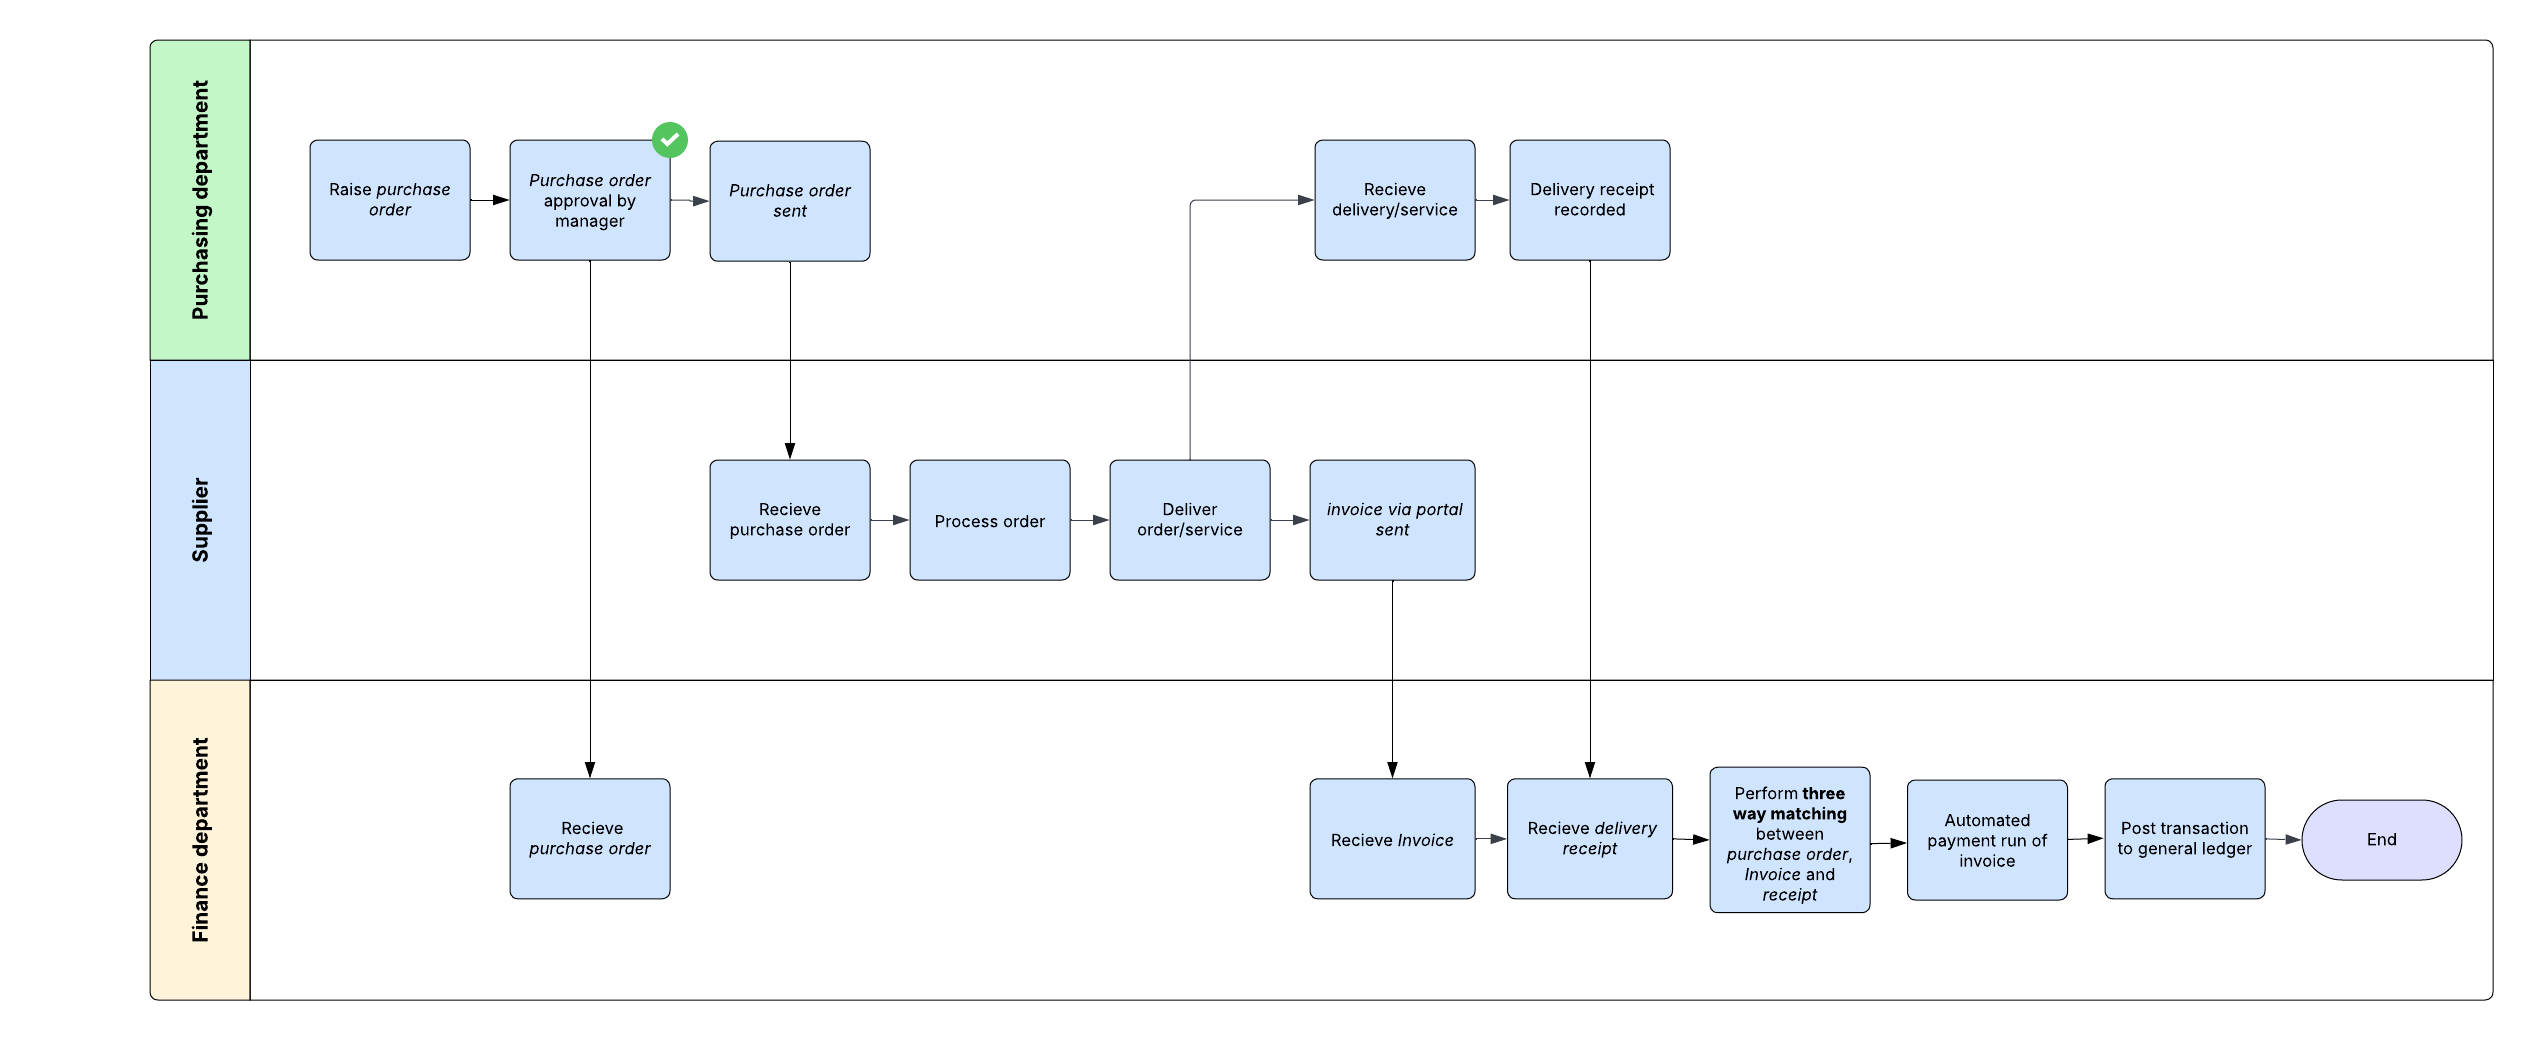 Purchasing department
Raise purchase
order
Purchase order
approval by
manager
Purchase order
sent
Recieve
delivery/service
Delivery receipt
recorded
Supplier
Recieve
purchase order
Process order
Deliver
order/service
invoice via portal
sent
Finance department
Recieve
purchase order
Recieve Invoice
Recieve delivery
receipt
Perform three
way matching
between
purchase order,
Invoice and
receipt
Automated
payment run of
invoice
Post transaction
to general ledger
End